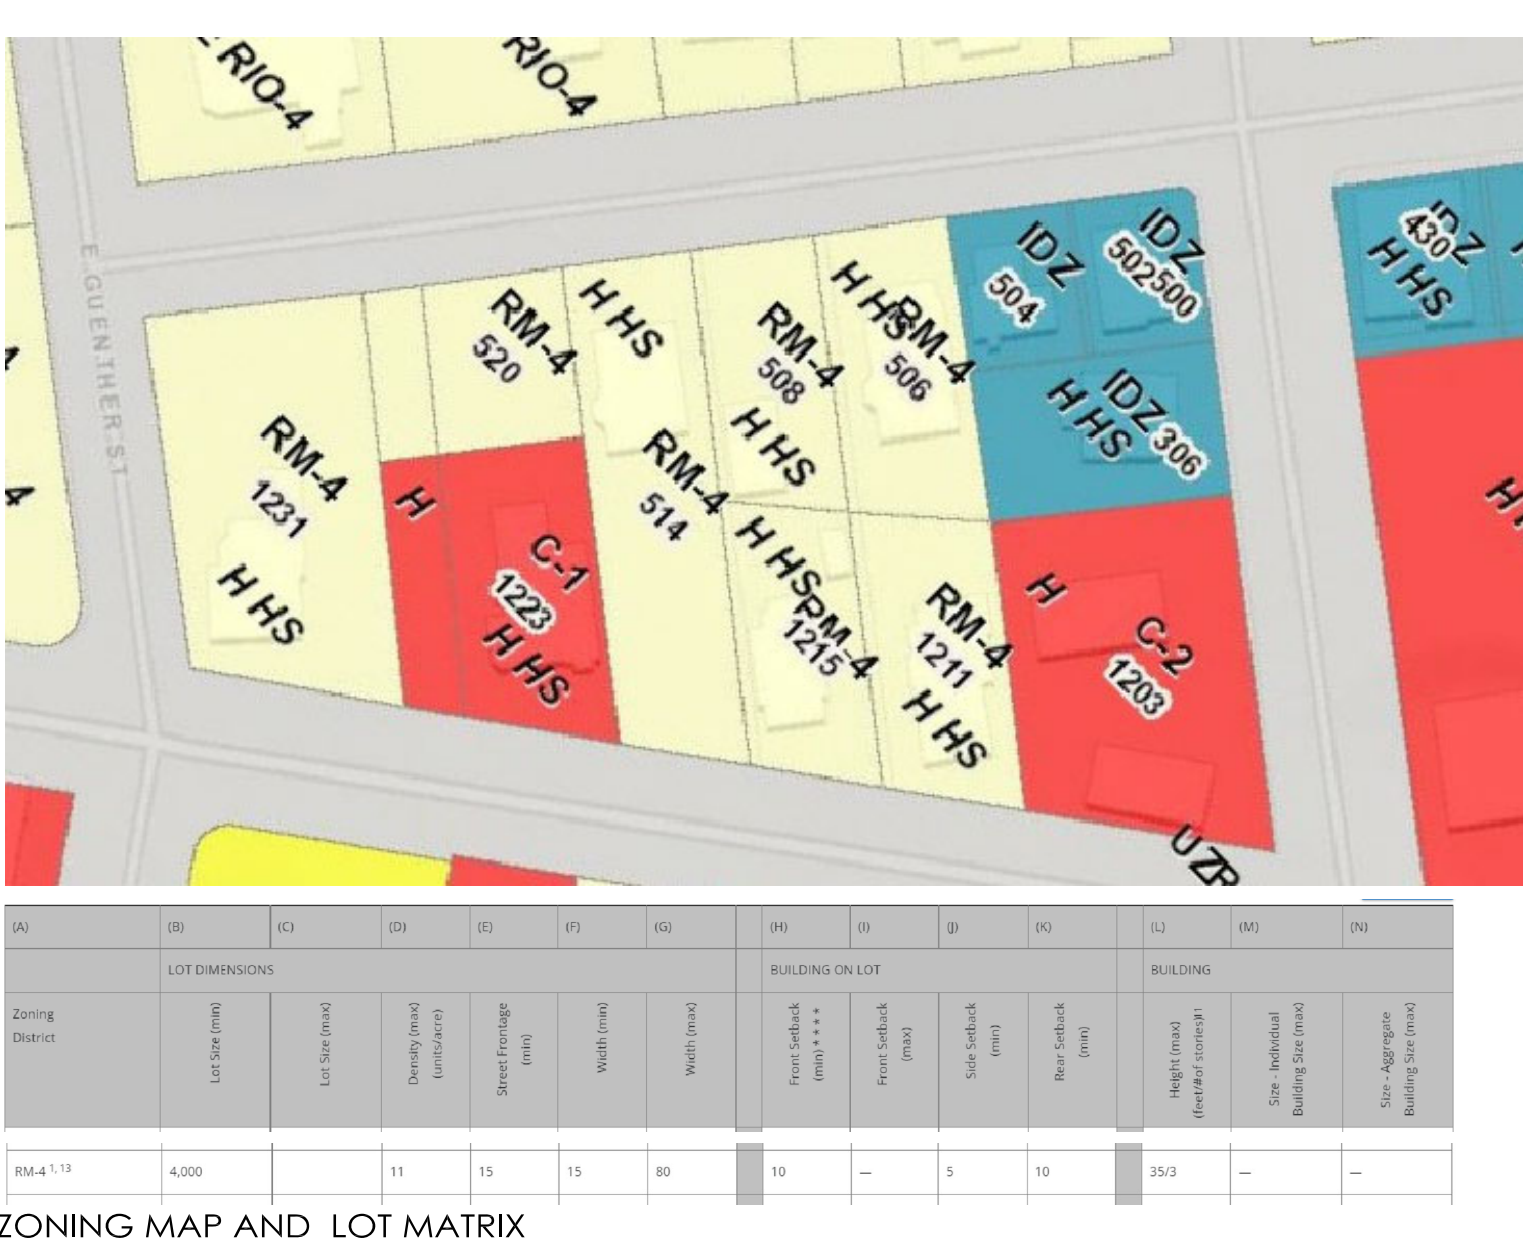 RIO-4
RIO-4
E GUENTHER ST
IDZ
504
IDZ
502500
IDZ
430
H HS
RM-4
520
H HS
RM-4
508
H HS
H HS
RM-4
506
H HS
IDZ 306
RM-4
1231
H HS
H
C-1
1223
H HS
RM-4
514
H HS
RM-4
1215
RM-4
1211
H HS
H
C-2
1203
UZR
4
4
(A) (B) (C) (D) (E) (F) (G) (H) (I) (J) (K) (L) (M) (N)
LOT DIMENSIONS BUILDING ON LOT BUILDING
Zoning
District
Lot Size (min)
Lot Size (max)
Density (max)
(units/acre)
Street Frontage
(min)
Width (min)
Width (max)
Front Setback
(min) * * * *
Front Setback
(max)
Side Setback
(min)
Rear Setback
(min)
Height (max)
(feet/#of stories)
Size - Individual
Building Size (max)
Size - Aggregate
Building Size (max)
RM-4 1, 13 4,000 11 15 15 80 10 — 5 10 35/3 — —
ZONING MAP AND LOT MATRIX